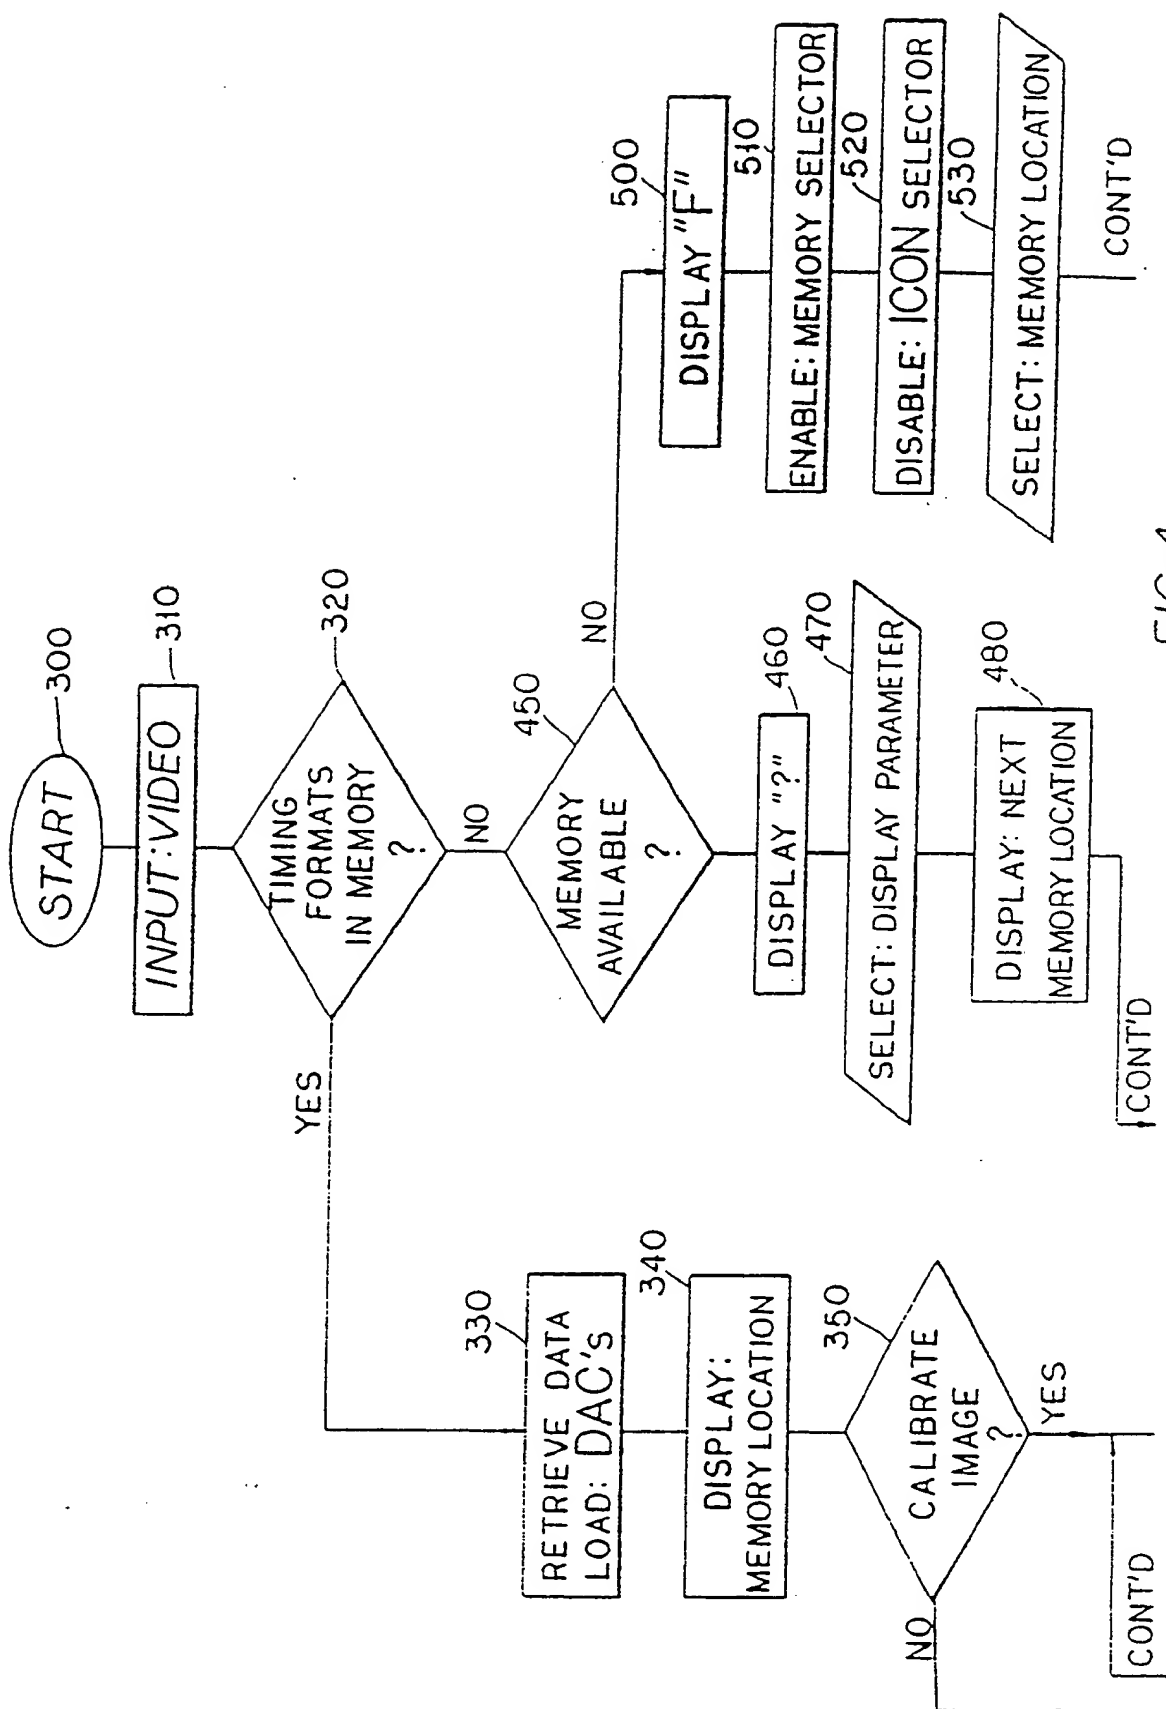 START
300
INPUT:VIDEO
310
TIMING
FORMATS
IN MEMORY
?
320
YES
NO
330
RETRIEVE DATA
LOAD: DAC's
340
DISPLAY:
MEMORY LOCATION
350
CALIBRATE
IMAGE
?
NO
YES
CONT'D
450
MEMORY
AVAILABLE
?
NO
460
DISPLAY "?"
470
SELECT: DISPLAY PARAMETER
480
DISPLAY: NEXT
MEMORY LOCATION
CONT'D
500
DISPLAY "F"
510
ENABLE: MEMORY SELECTOR
520
DISABLE: ICON SELECTOR
530
SELECT: MEMORY LOCATION
CONT'D